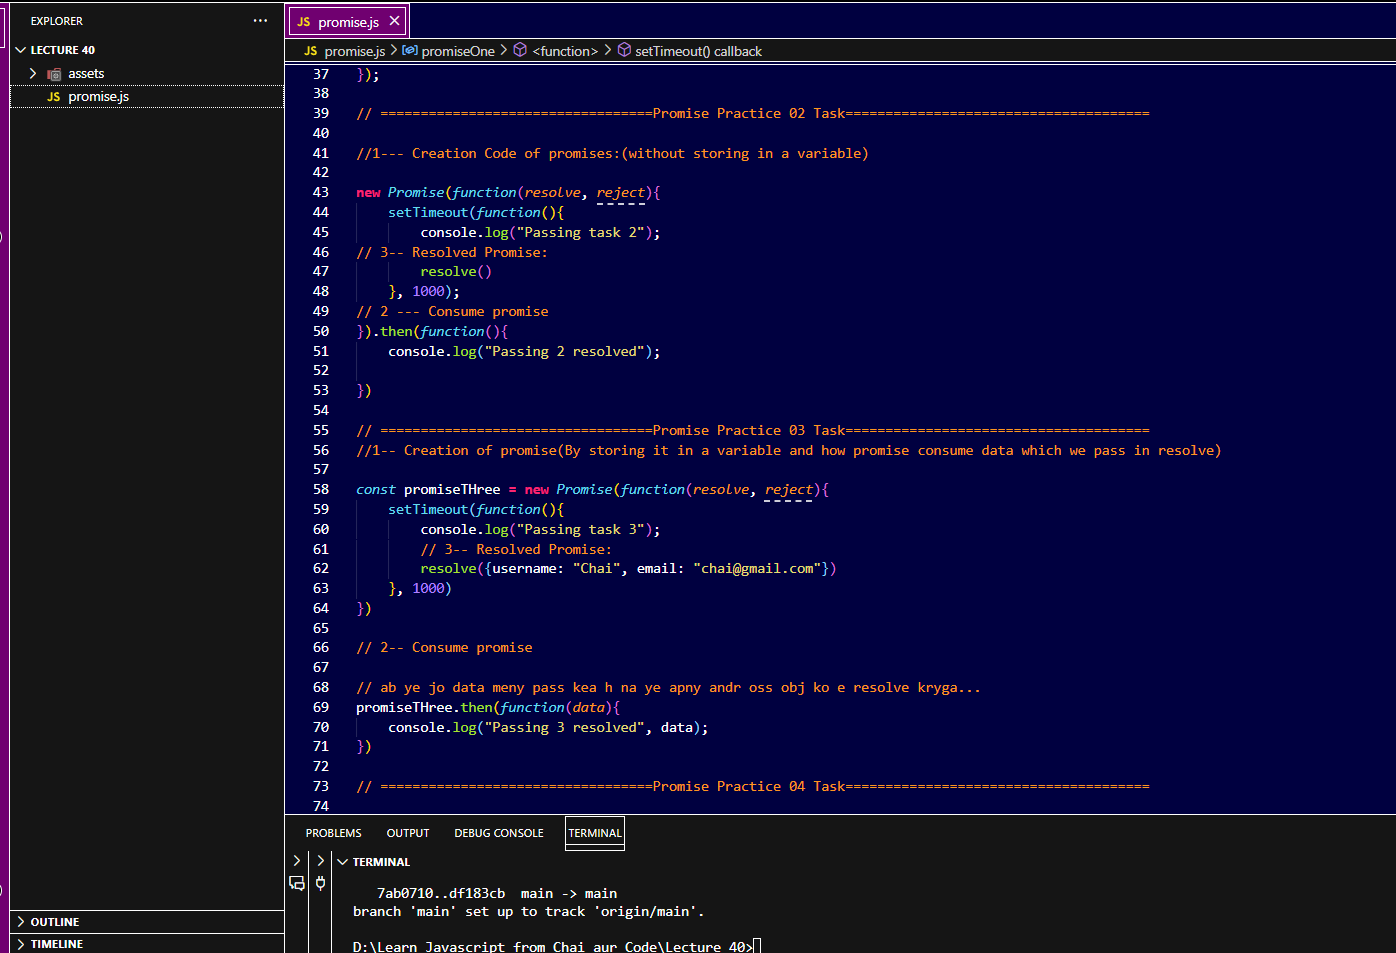 EXPLORER
LECTURE 40
assets
JS promise.js
JS promise.js
JS promise.js > promiseOne > <function> > setTimeout() callback
37 });
38
39 // ==================================Promise Practice 02 Task======================================
40
41 //1--- Creation Code of promises:(without storing in a variable)
42
43 new Promise(function(resolve, reject){
44 setTimeout(function(){
45 console.log("Passing task 2");
46 // 3-- Resolved Promise:
47 resolve()
48 }, 1000);
49 // 2 --- Consume promise
50 }).then(function(){
51 console.log("Passing 2 resolved");
52
53 })
54
55 // ==================================Promise Practice 03 Task======================================
56 //1-- Creation of promise(By storing it in a variable and how promise consume data which we pass in resolve)
57
58 const promiseTHree = new Promise(function(resolve, reject){
59 setTimeout(function(){
60 console.log("Passing task 3");
61 // 3-- Resolved Promise:
62 resolve({username: "Chai", email: "chai@gmail.com"})
63 }, 1000)
64 })
65
66 // 2-- Consume promise
67
68 // ab ye jo data meny pass kea h na ye apny andr oss obj ko e resolve kryga...
69 promiseTHree.then(function(data){
70 console.log("Passing 3 resolved", data);
71 })
72
73 // ==================================Promise Practice 04 Task======================================
74
PROBLEMS OUTPUT DEBUG CONSOLE TERMINAL
TERMINAL
7ab0710..df183cb main -> main
branch 'main' set up to track 'origin/main'.
D:\Learn Javascript from Chai aur Code\Lecture 40>
OUTLINE
TIMELINE